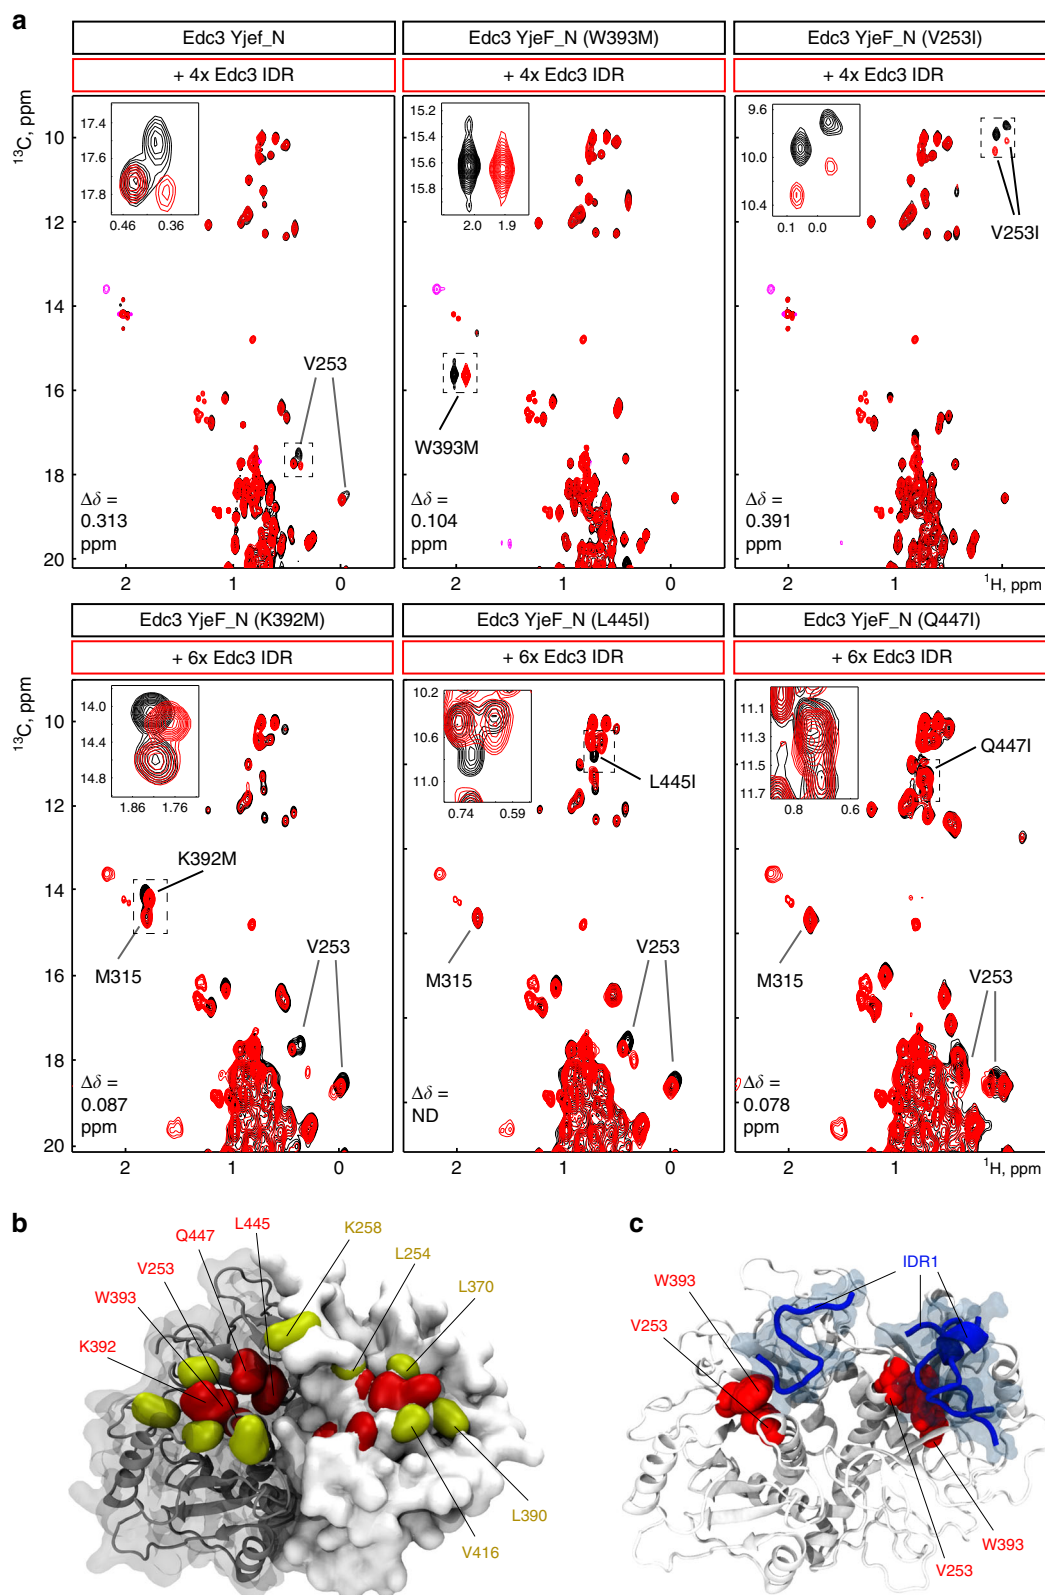 a
Edc3 Yjef_N
Edc3 YjeF_N (W393M)
Edc3 YjeF_N (V253I)
+ 4x Edc3 IDR
+ 4x Edc3 IDR
+ 4x Edc3 IDR
¹³C, ppm
10
12
14
16
18
20
17.4
17.6
17.8
0.46
0.36
V253
Δδ =
0.313
ppm
2
1
0
15.2
15.4
15.6
15.8
2.0
1.9
W393M
Δδ =
0.104
ppm
2
1
0
9.6
10.0
10.4
0.1
0.0
V253I
Δδ =
0.391
ppm
2
1
¹H, ppm
Edc3 YjeF_N (K392M)
Edc3 YjeF_N (L445I)
Edc3 YjeF_N (Q447I)
+ 6x Edc3 IDR
+ 6x Edc3 IDR
+ 6x Edc3 IDR
¹³C, ppm
10
12
14
16
18
20
14.0
14.4
14.8
1.86
1.76
K392M
M315
V253
Δδ =
0.087
ppm
2
1
0
10.2
10.6
11.0
0.74
0.59
L445I
M315
V253
Δδ =
ND
2
1
0
11.1
11.3
11.5
11.7
0.8
0.6
Q447I
M315
V253
Δδ =
0.078
ppm
2
1
¹H, ppm
b
L445
Q447
V253
W393
K392
K258
L254
L370
L390
V416
c
IDR1
W393
V253
W393
V253